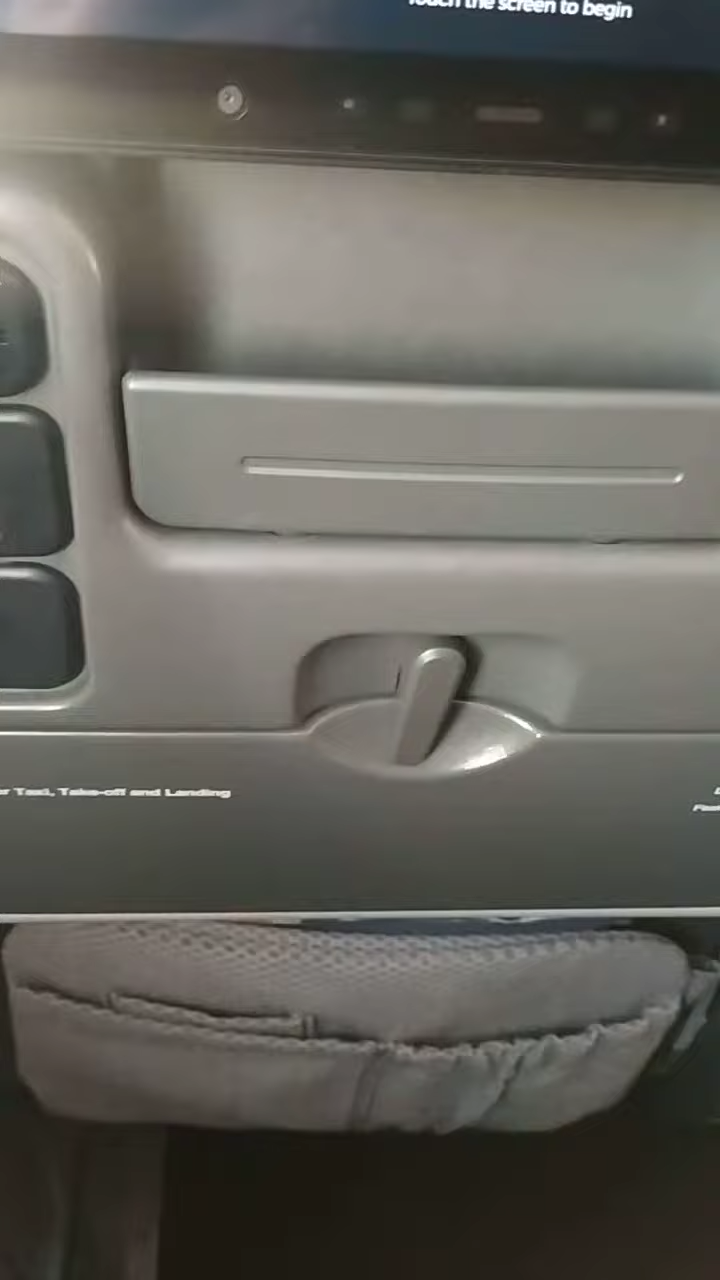 Touch the screen to begin
r Taxi, Take-off and Landing